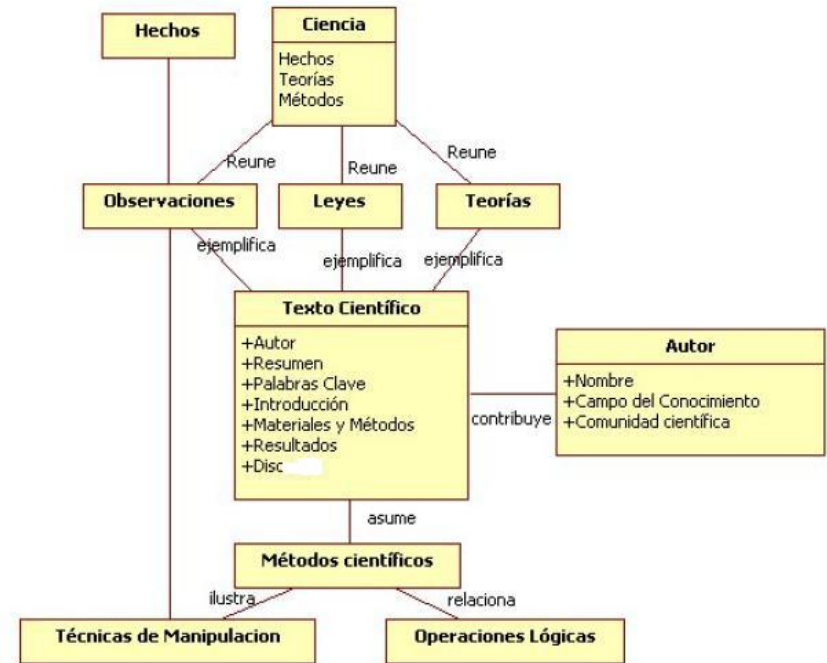 Hechos
Ciencia
Hechos
Teorías
Métodos
Reune
Reune
Reune
Observaciones
Leyes
Teorías
ejemplifica
ejemplifica
ejemplifica
Texto Científico
+Autor
+Resumen
+Palabras Clave
+Introducción
+Materiales y Métodos
+Resultados
Autor
+Nombre
+Campo del Conocimiento
+Comunidad científica
contribuye
asume
Métodos científicos
ilustra
relaciona
Técnicas de Manipulacion
Operaciones Lógicas